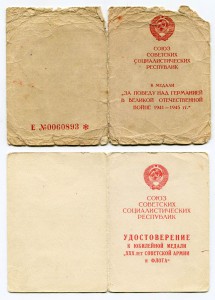 Е №0060893 *
СОЮЗ
СОВЕТСКИХ
СОЦИАЛИСТИЧЕСКИХ
РЕСПУБЛИК
К МЕДАЛИ
„ЗА ПОБЕДУ НАД ГЕРМАНИЕЙ
В ВЕЛИКОЙ ОТЕЧЕСТВЕННОЙ
ВОЙНЕ 1941—1945 гг.“
СОЮЗ
СОВЕТСКИХ
СОЦИАЛИСТИЧЕСКИХ
РЕСПУБЛИК
УДОСТОВЕРЕНИЕ
К ЮБИЛЕЙНОЙ МЕДАЛИ
„XXX лет СОВЕТСКОЙ АРМИИ
и ФЛОТА“